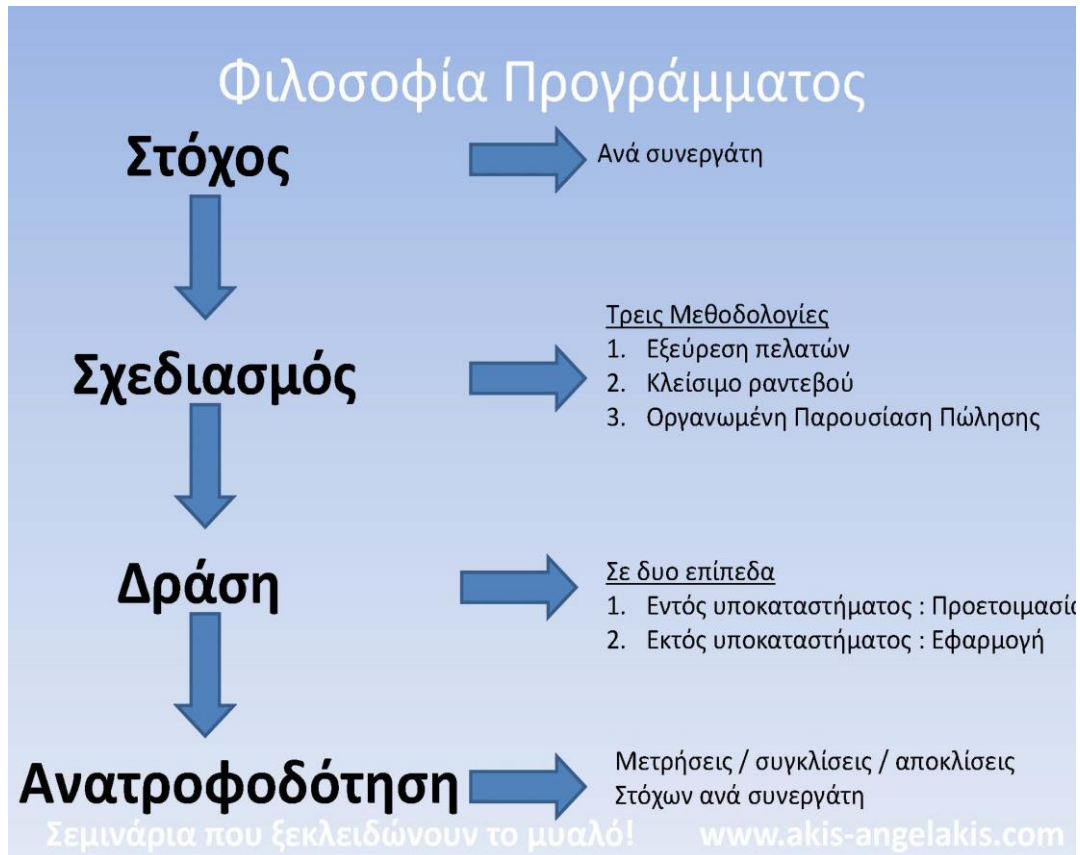 Φιλοσοφία Προγράμματος
Στόχος
Ανά συνεργάτη
Σχεδιασμός
Τρεις Μεθοδολογίες
1. Εξεύρεση πελατών
2. Κλείσιμο ραντεβού
3. Οργανωμένη Παρουσίαση Πώλησης
Δράση
Σε δυο επίπεδα
1. Εντός υποκαταστήματος : Προετοιμασία
2. Εκτός υποκαταστήματος : Εφαρμογή
Ανατροφοδότηση
Μετρήσεις / συγκλίσεις / αποκλίσεις
Στόχων ανά συνεργάτη
Σεμινάρια που ξεκλειδώνουν το μυαλό! www.akis-angelakis.com